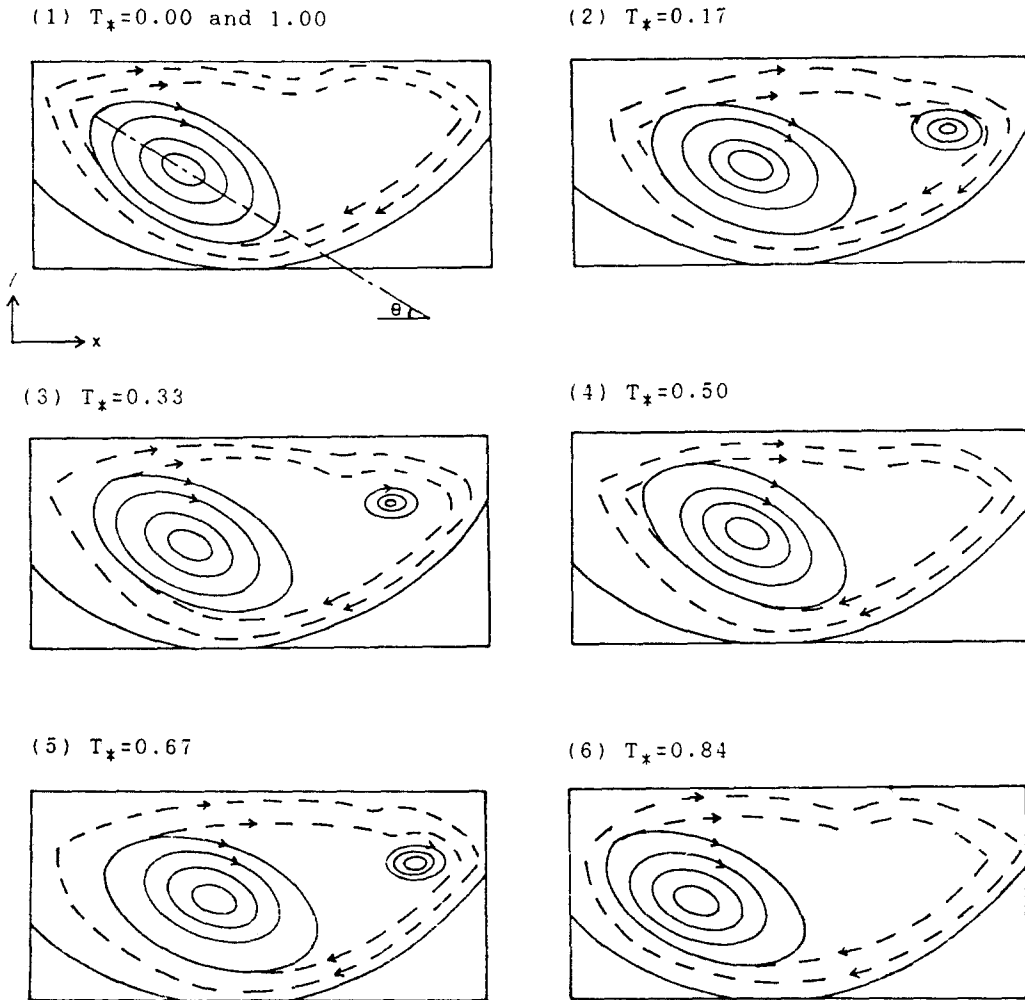 (1) T*=0.00 and 1.00
(2) T*=0.17
θ
x
(3) T*=0.33
(4) T*=0.50
(5) T*=0.67
(6) T*=0.84